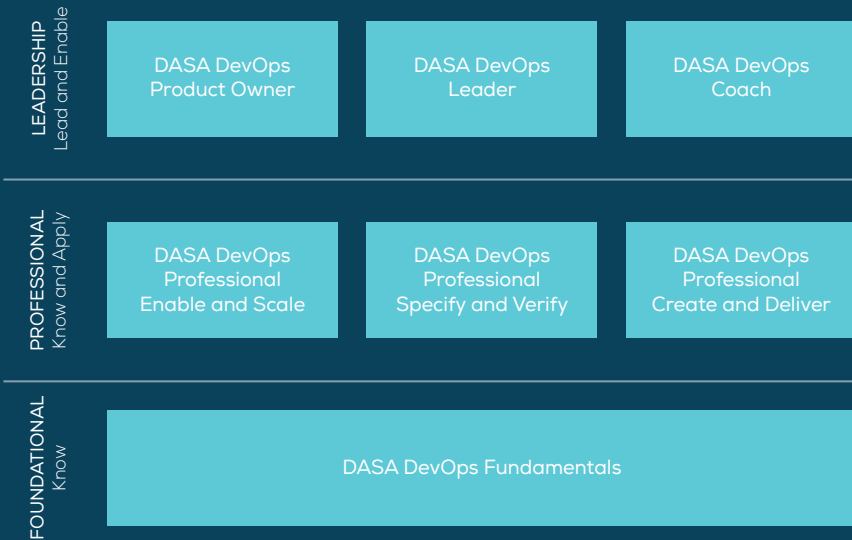 LEADERSHIP
Lead and Enable
DASA DevOps
Product Owner
DASA DevOps
Leader
DASA DevOps
Coach
PROFESSIONAL
Know and Apply
DASA DevOps
Professional
Enable and Scale
DASA DevOps
Professional
Specify and Verify
DASA DevOps
Professional
Create and Deliver
FOUNDATIONAL
Know
DASA DevOps Fundamentals